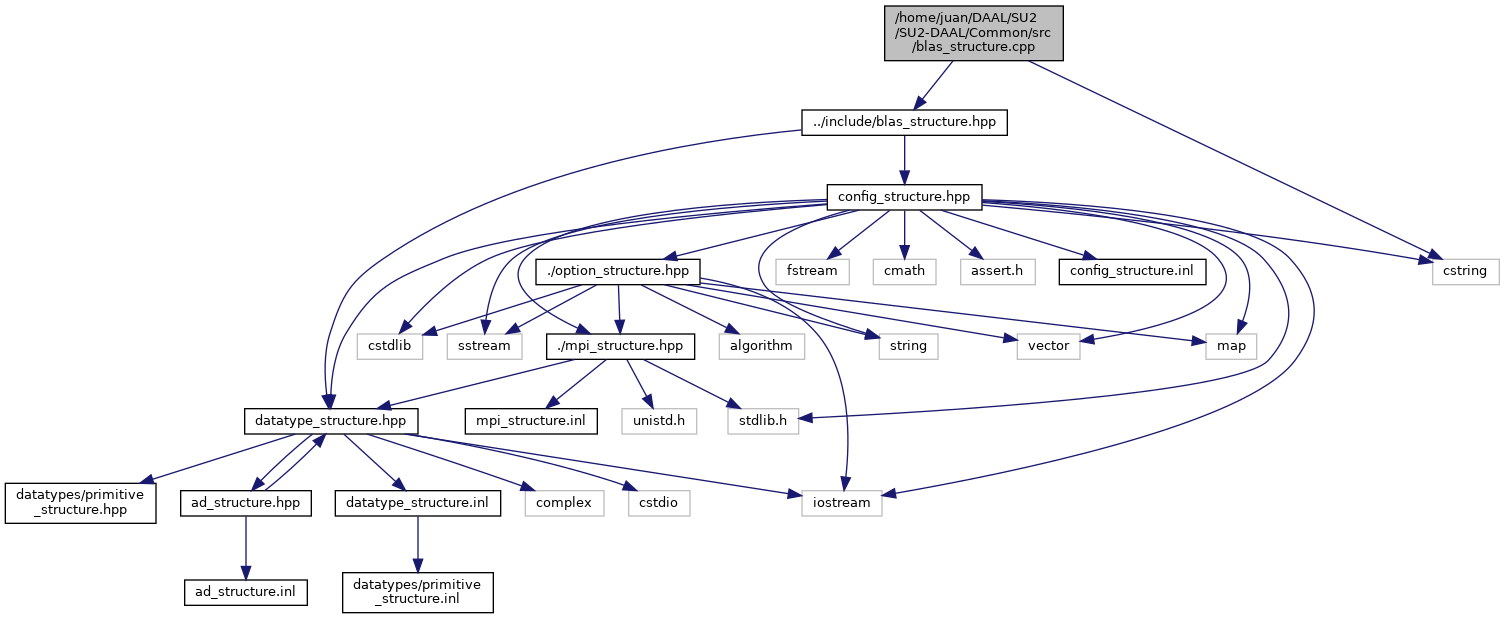 /home/juan/DAAL/SU2
/SU2-DAAL/Common/src
/blas_structure.cpp
../include/blas_structure.hpp
config_structure.hpp
./option_structure.hpp
fstream
cmath
assert.h
config_structure.inl
cstring
cstdlib
sstream
./mpi_structure.hpp
algorithm
string
vector
map
datatype_structure.hpp
mpi_structure.inl
unistd.h
stdlib.h
datatypes/primitive
_structure.hpp
ad_structure.hpp
datatype_structure.inl
complex
cstdio
iostream
ad_structure.inl
datatypes/primitive
_structure.inl